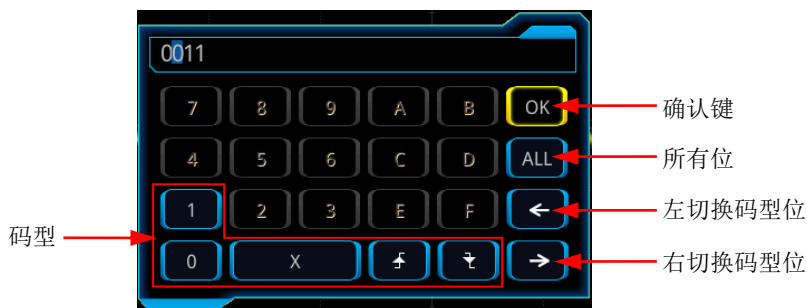 0011
7 8 9 A B OK 确认键
4 5 6 C D ALL 所有位
1 2 3 E F ← 左切换码型位
码型
0 X → 右切换码型位